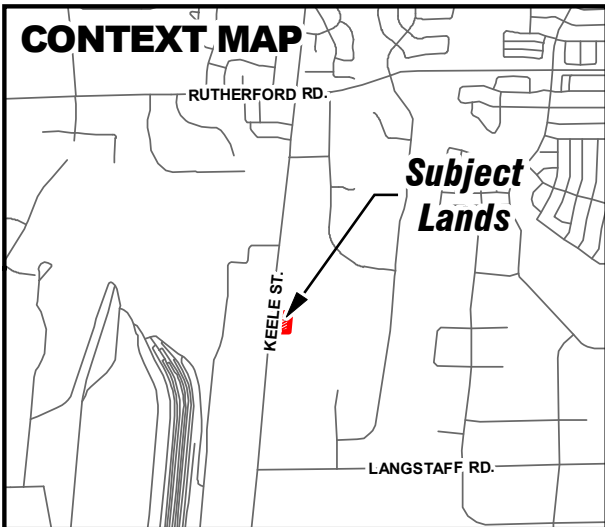 CONTEXT MAP
RUTHERFORD RD.
Subject
Lands
KEELE ST.
LANGSTAFF RD.